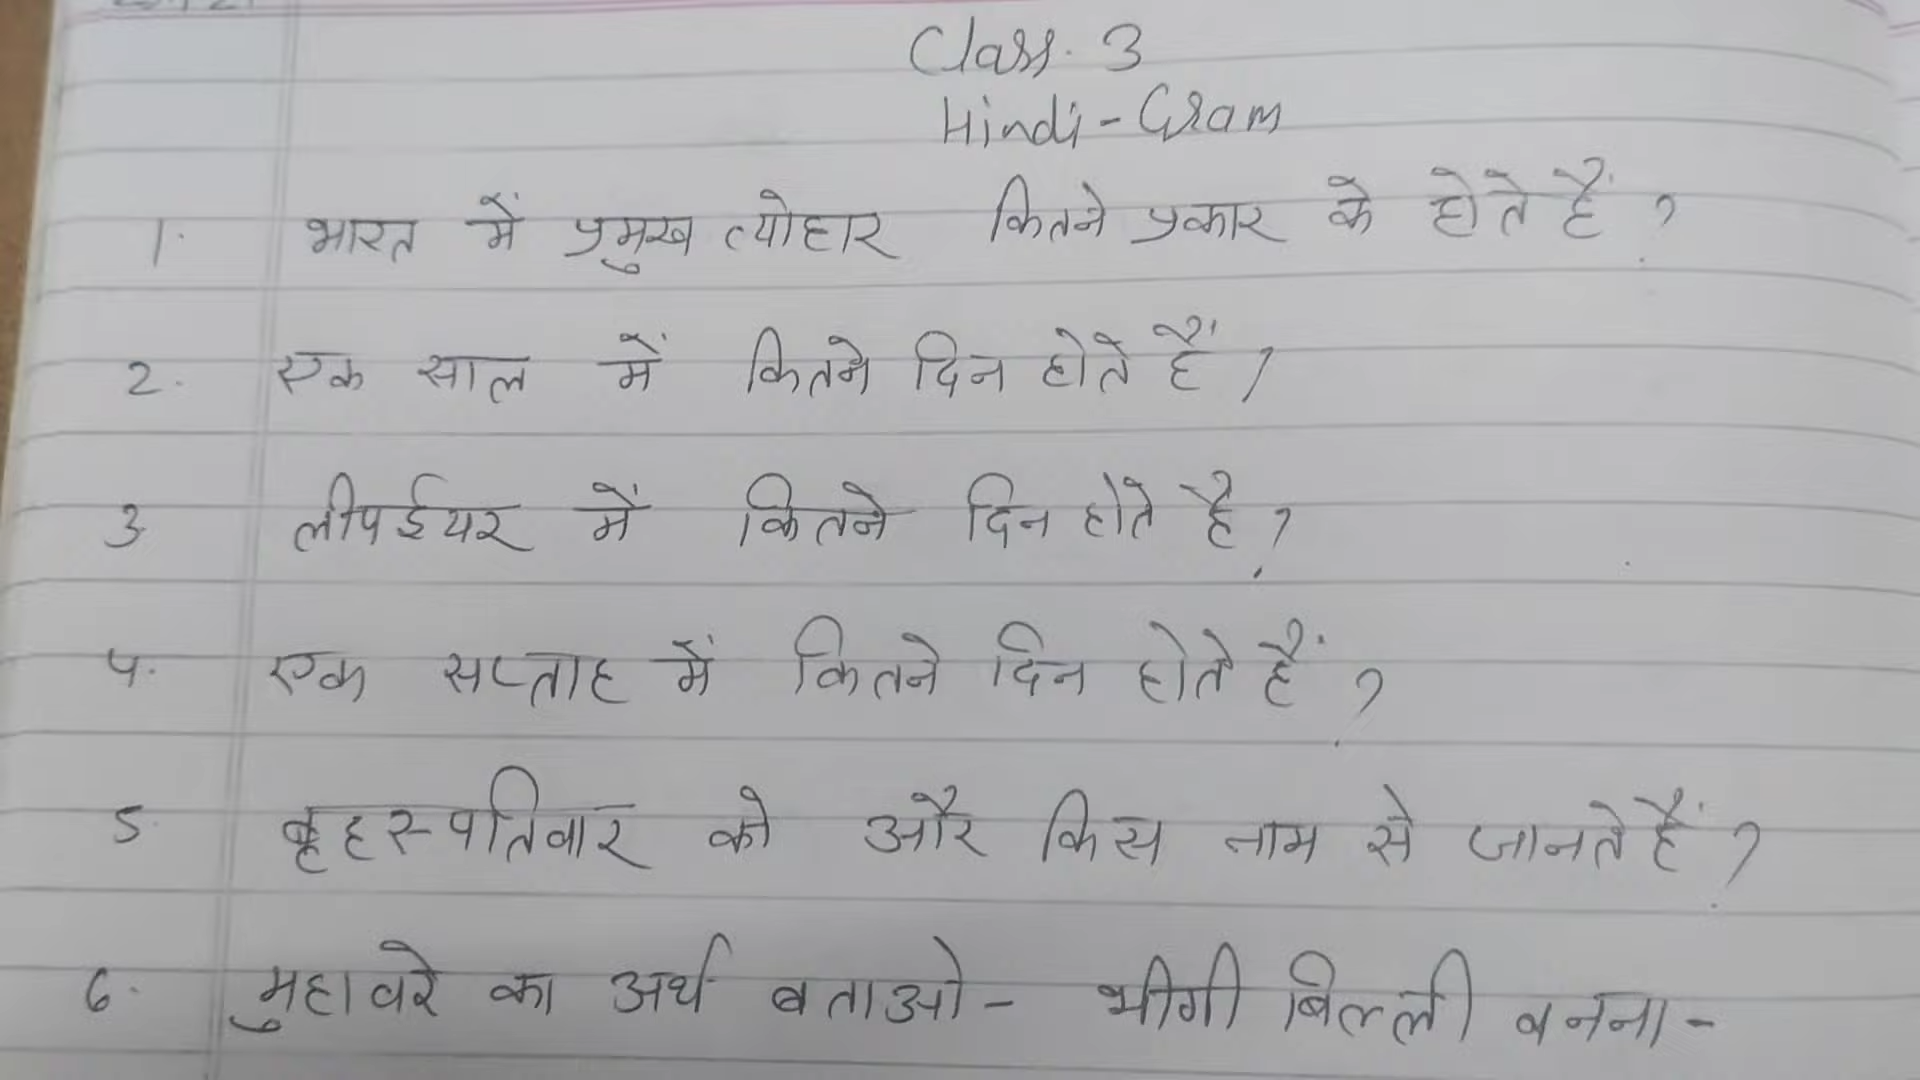 Class. 3
Hindi - Gram
1. भारत में प्रमुख त्योहार कितने प्रकार के होते हैं ?
2. एक साल में कितने दिन होते हैं ?
3 लीपईयर में कितने दिन होते है ?
4. एक सप्ताह में कितने दिन होते हैं ?
5. बृहस्पतिवार को और किस नाम से जानते हैं ?
6. मुहावरे का अर्थ बताओ - भीगी बिल्ली बनना -